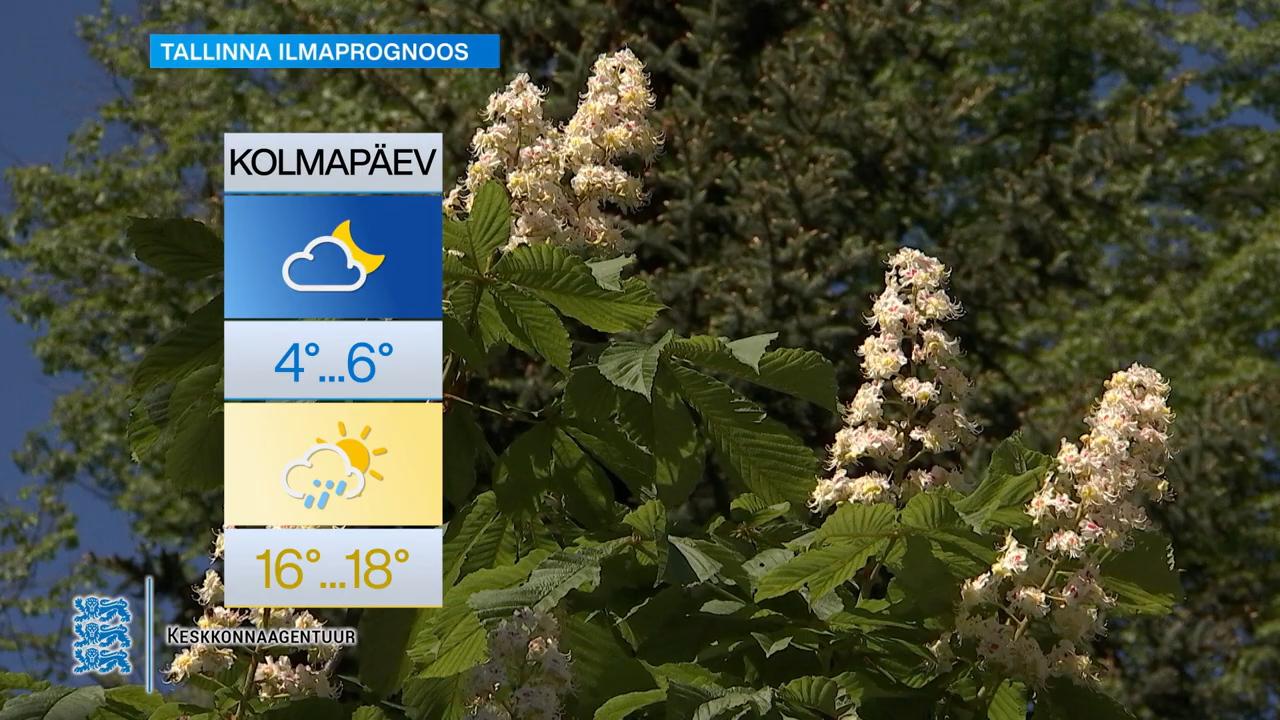 TALLINNA ILMAPROGNOOS
KOLMAPÄEV
4°...6°
16°...18°
KESKKONNAAGENTUUR